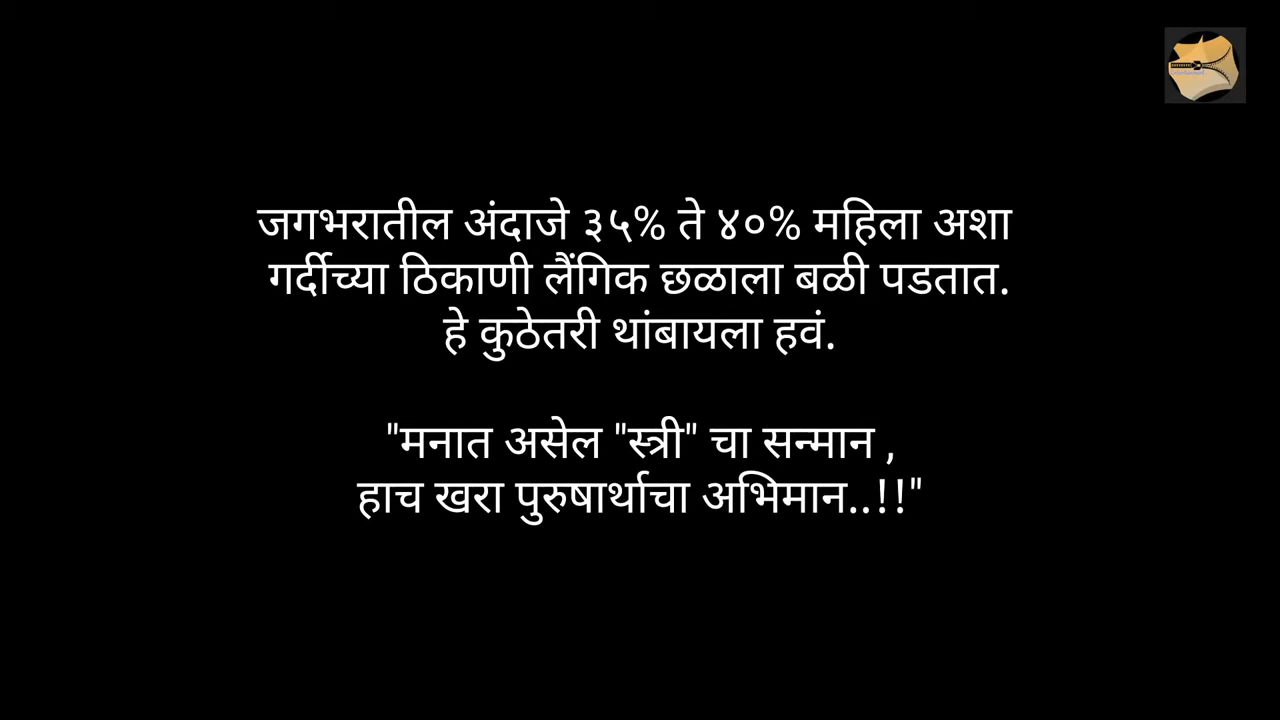 जगभरातील अंदाजे ३५% ते ४०% महिला अशा
गर्दीच्या ठिकाणी लैंगिक छळाला बळी पडतात.
हे कुठेतरी थांबायला हवं.
"मनात असेल "स्त्री" चा सन्मान ,
हाच खरा पुरुषार्थाचा अभिमान..!!"